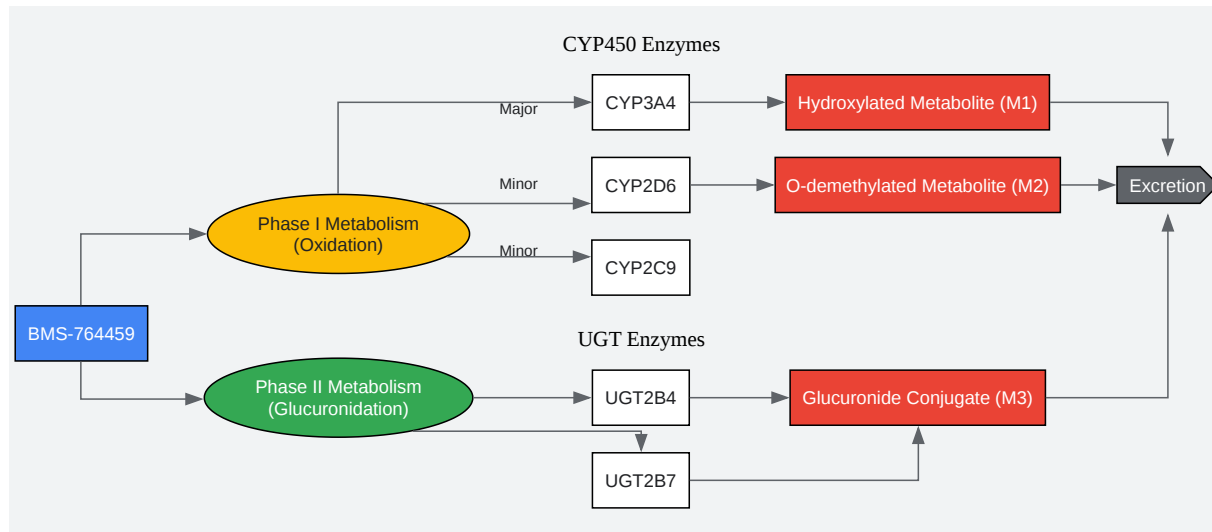 CYP450 Enzymes
CYP3A4
Hydroxylated Metabolite (M1)
Major
Minor
CYP2D6
O-demethylated Metabolite (M2)
Excretion
Phase I Metabolism
(Oxidation)
Minor
CYP2C9
BMS-764459
UGT Enzymes
Phase II Metabolism
(Glucuronidation)
UGT2B4
Glucuronide Conjugate (M3)
UGT2B7